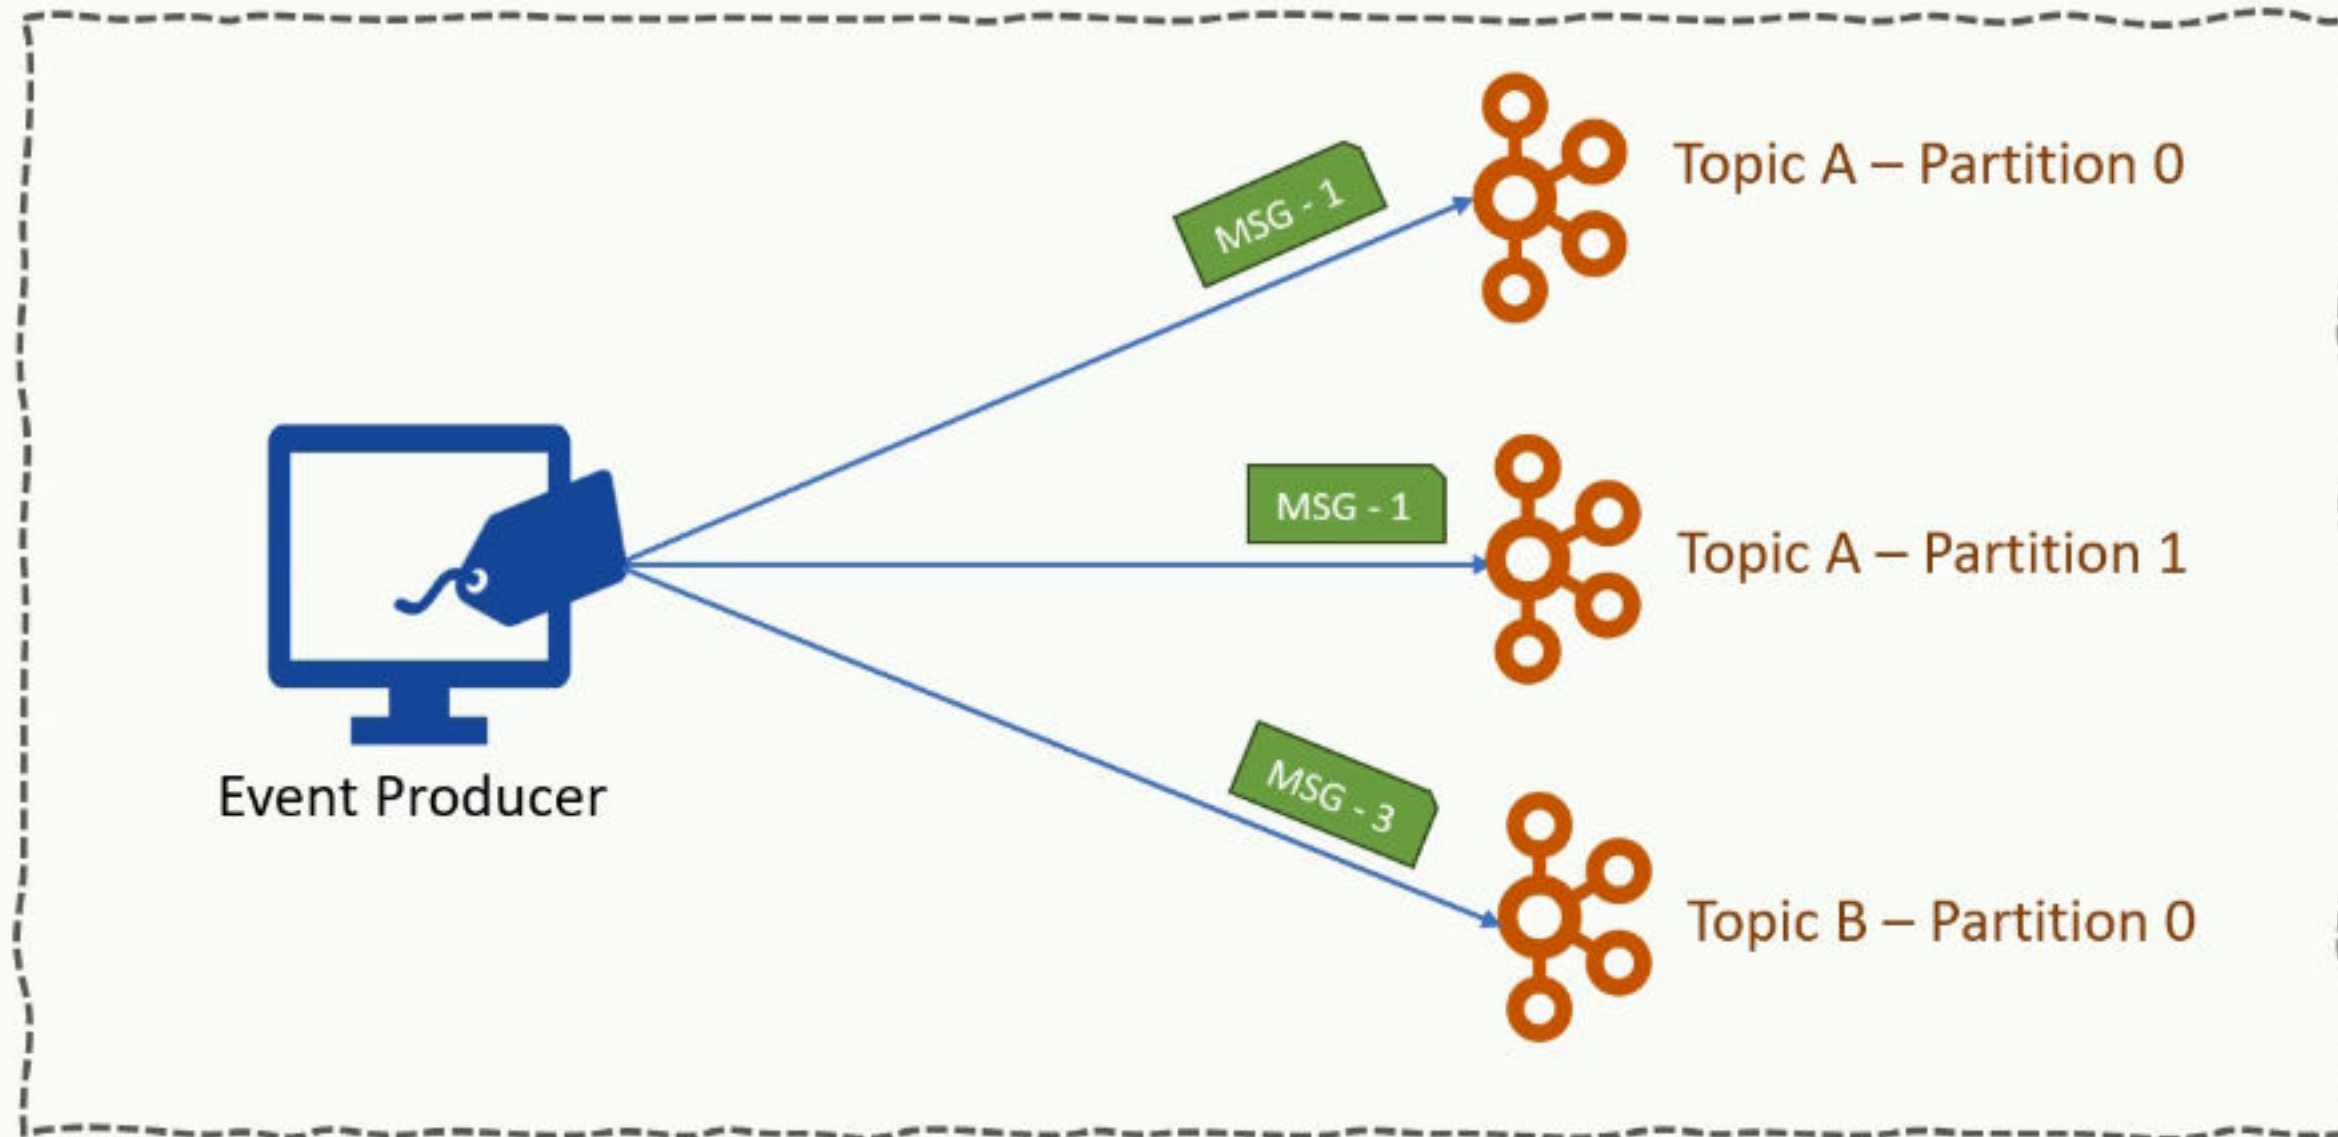 MSG - 1
Topic A – Partition 0
MSG - 1
Topic A – Partition 1
Event Producer
MSG - 3
Topic B – Partition 0